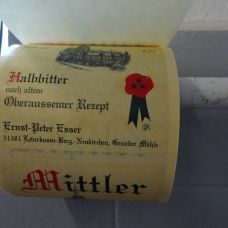 Halbbitter
nach altem
Oberaussemer Rezept
Ernst-Peter Esser
51381 Leverkusen-Berg.-Neukirchen, Grunder Mühle
Mittler